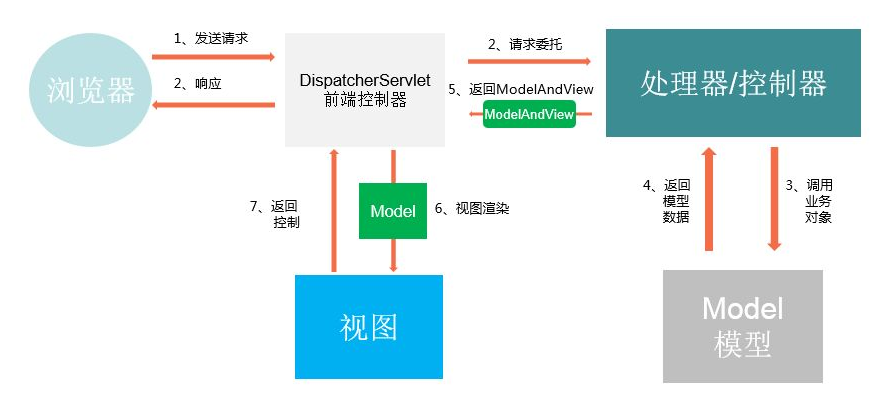 1、发送请求
2、请求委托
浏览器
2、响应
DispatcherServlet
前端控制器
5、返回ModelAndView
ModelAndView
处理器/控制器
7、返回
控制
Model
6、视图渲染
4、返回
模型
数据
3、调用
业务
对象
视图
Model
模型